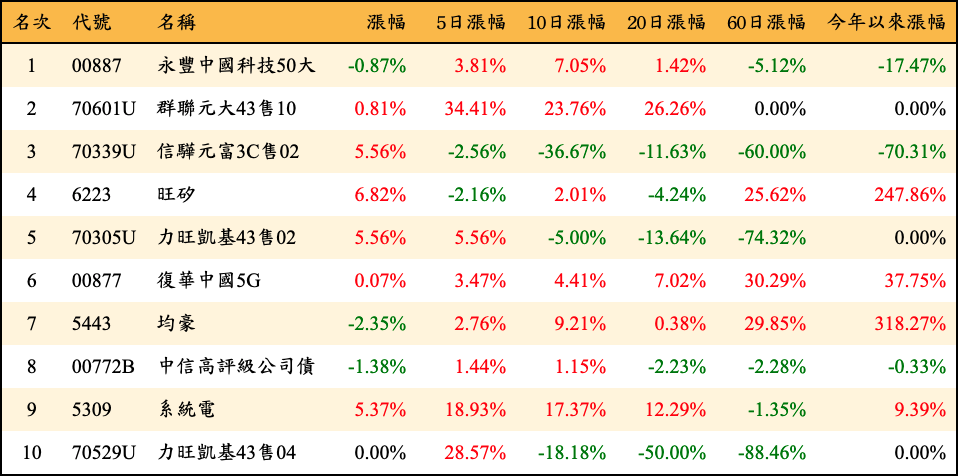 名次 代號 名稱 漲幅 5日漲幅 10日漲幅 20日漲幅 60日漲幅 今年以來漲幅
1 00887 永豐中國科技50大 -0.87% 3.81% 7.05% 1.42% -5.12% -17.47%
2 70601U 群聯元大43售10 0.81% 34.41% 23.76% 26.26% 0.00% 0.00%
3 70339U 信驊元富3C售02 5.56% -2.56% -36.67% -11.63% -60.00% -70.31%
4 6223 旺矽 6.82% -2.16% 2.01% -4.24% 25.62% 247.86%
5 70305U 力旺凱基43售02 5.56% 5.56% -5.00% -13.64% -74.32% 0.00%
6 00877 復華中國5G 0.07% 3.47% 4.41% 7.02% 30.29% 37.75%
7 5443 均豪 -2.35% 2.76% 9.21% 0.38% 29.85% 318.27%
8 00772B 中信高評級公司債 -1.38% 1.44% 1.15% -2.23% -2.28% -0.33%
9 5309 系統電 5.37% 18.93% 17.37% 12.29% -1.35% 9.39%
10 70529U 力旺凱基43售04 0.00% 28.57% -18.18% -50.00% -88.46% 0.00%